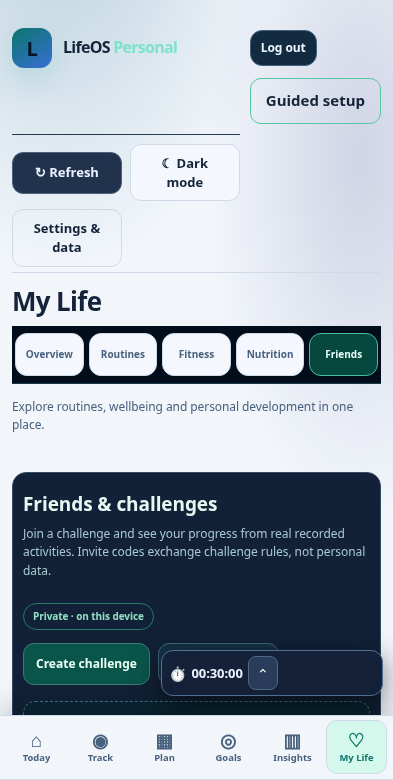 L LifeOS Personal
Log out
Guided setup
↻ Refresh
☾ Dark
mode
Settings &
data
My Life
Overview Routines Fitness Nutrition Friends
Explore routines, wellbeing and personal development in one
place.
Friends & challenges
Join a challenge and see your progress from real recorded
activities. Invite codes exchange challenge rules, not personal
data.
Private · on this device
Create challenge
⏱ 00:30:00 ⌃
Today Track Plan Goals Insights My Life